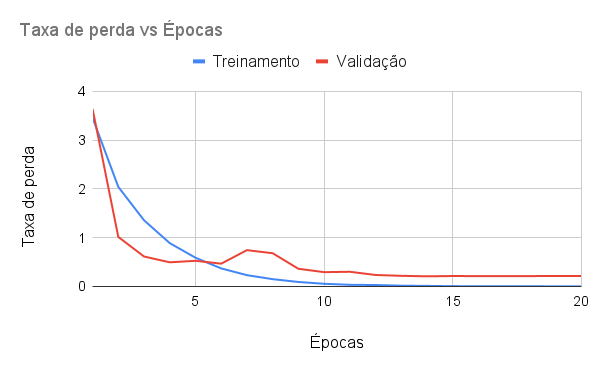 Taxa de perda vs Épocas
Treinamento Validação
Taxa de perda
4
3
2
1
0
5 10 15 20
Épocas